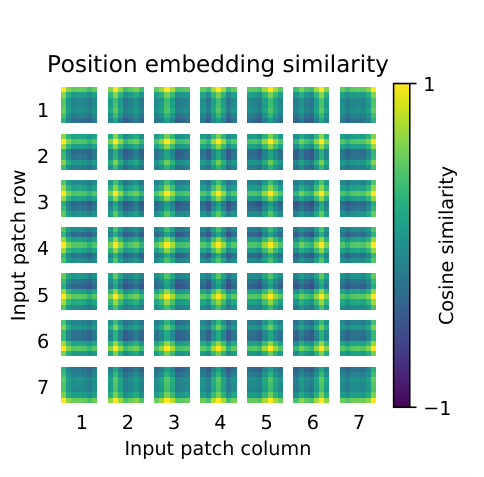 Position embedding similarity
1
2
3
4
5
6
7
Input patch row
1 2 3 4 5 6 7
Input patch column
1
−1
Cosine similarity